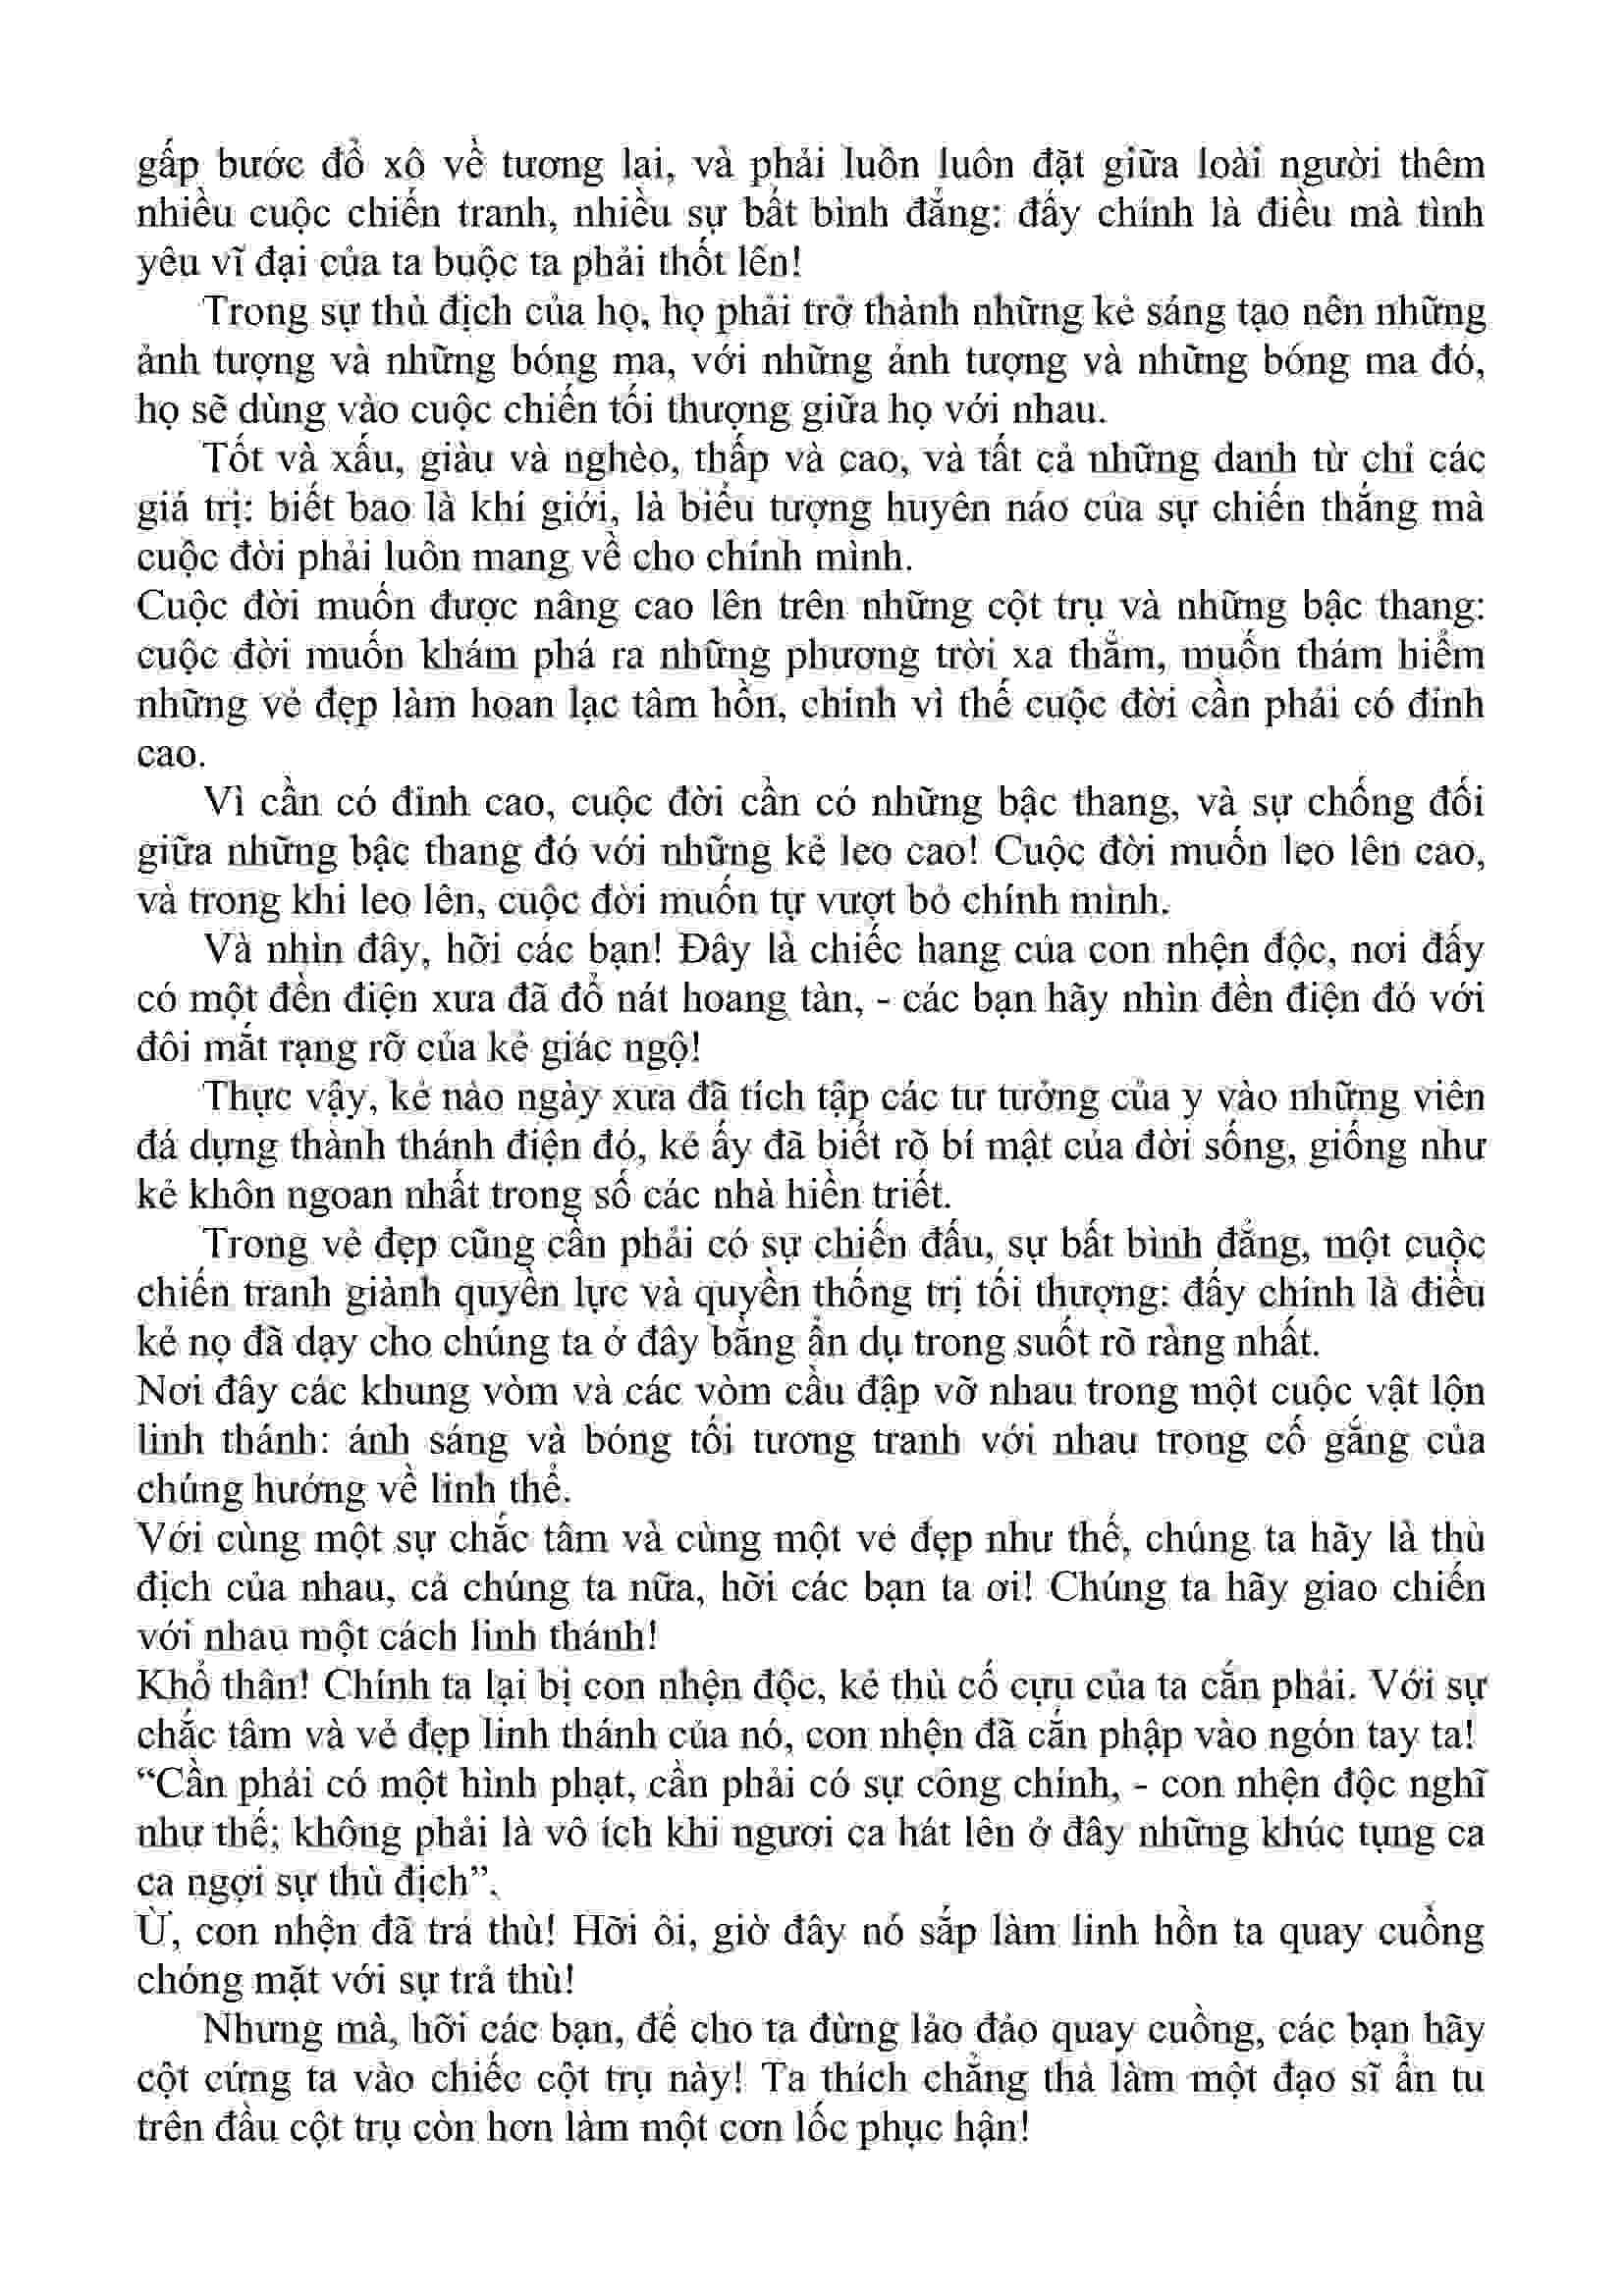 gấp bước đổ xô về tương lai, và phải luôn luôn đặt giữa loài người thêm
nhiều cuộc chiến tranh, nhiều sự bất bình đẳng: đấy chính là điều mà tình
yêu vĩ đại của ta buộc ta phải thốt lên!
Trong sự thù địch của họ, họ phải trở thành những kẻ sáng tạo nên những
ảnh tượng và những bóng ma, với những ảnh tượng và những bóng ma đó,
họ sẽ dùng vào cuộc chiến tối thượng giữa họ với nhau.
Tốt và xấu, giàu và nghèo, thấp và cao, và tất cả những danh từ chỉ các
giá trị: biết bao là khí giới, là biểu tượng huyên náo của sự chiến thắng mà
cuộc đời phải luôn mang về cho chính mình.
Cuộc đời muốn được nâng cao lên trên những cột trụ và những bậc thang:
cuộc đời muốn khám phá ra những phương trời xa thẳm, muốn thám hiểm
những vẻ đẹp làm hoan lạc tâm hồn, chính vì thế cuộc đời cần phải có đỉnh
cao.
Vì cần có đỉnh cao, cuộc đời cần có những bậc thang, và sự chống đối
giữa những bậc thang đó với những kẻ leo cao! Cuộc đời muốn leo lên cao,
và trong khi leo lên, cuộc đời muốn tự vượt bỏ chính mình.
Và nhìn đây, hỡi các bạn! Đây là chiếc hang của con nhện độc, nơi đấy
có một đền điện xưa đã đổ nát hoang tàn, - các bạn hãy nhìn đền điện đó với
đôi mắt rạng rỡ của kẻ giác ngộ!
Thực vậy, kẻ nào ngày xưa đã tích tập các tư tưởng của y vào những viên
đá dựng thành thánh điện đó, kẻ ấy đã biết rõ bí mật của đời sống, giống như
kẻ khôn ngoan nhất trong số các nhà hiền triết.
Trong vẻ đẹp cũng cần phải có sự chiến đấu, sự bất bình đẳng, một cuộc
chiến tranh giành quyền lực và quyền thống trị tối thượng: đấy chính là điều
kẻ nọ đã dạy cho chúng ta ở đây bằng ẩn dụ trong suốt rõ ràng nhất.
Nơi đây các khung vòm và các vòm cầu đập vỡ nhau trong một cuộc vật lộn
linh thánh: ánh sáng và bóng tối tương tranh với nhau trong cố gắng của
chúng hướng về linh thể.
Với cùng một sự chắc tâm và cùng một vẻ đẹp như thế, chúng ta hãy là thù
địch của nhau, cả chúng ta nữa, hỡi các bạn ta ơi! Chúng ta hãy giao chiến
với nhau một cách linh thánh!
Khổ thân! Chính ta lại bị con nhện độc, kẻ thù cố cựu của ta cắn phải. Với sự
chắc tâm và vẻ đẹp linh thánh của nó, con nhện đã cắn phập vào ngón tay ta!
“Cần phải có một hình phạt, cần phải có sự công chính, - con nhện độc nghĩ
như thế; không phải là vô ích khi ngươi ca hát lên ở đây những khúc tụng ca
ca ngợi sự thù địch”.
Ừ, con nhện đã trả thù! Hỡi ôi, giờ đây nó sắp làm linh hồn ta quay cuồng
chóng mặt với sự trả thù!
Nhưng mà, hỡi các bạn, để cho ta đừng lảo đảo quay cuồng, các bạn hãy
cột cứng ta vào chiếc cột trụ này! Ta thích chẳng thà làm một đạo sĩ ẩn tu
trên đầu cột trụ còn hơn làm một cơn lốc phục hận!